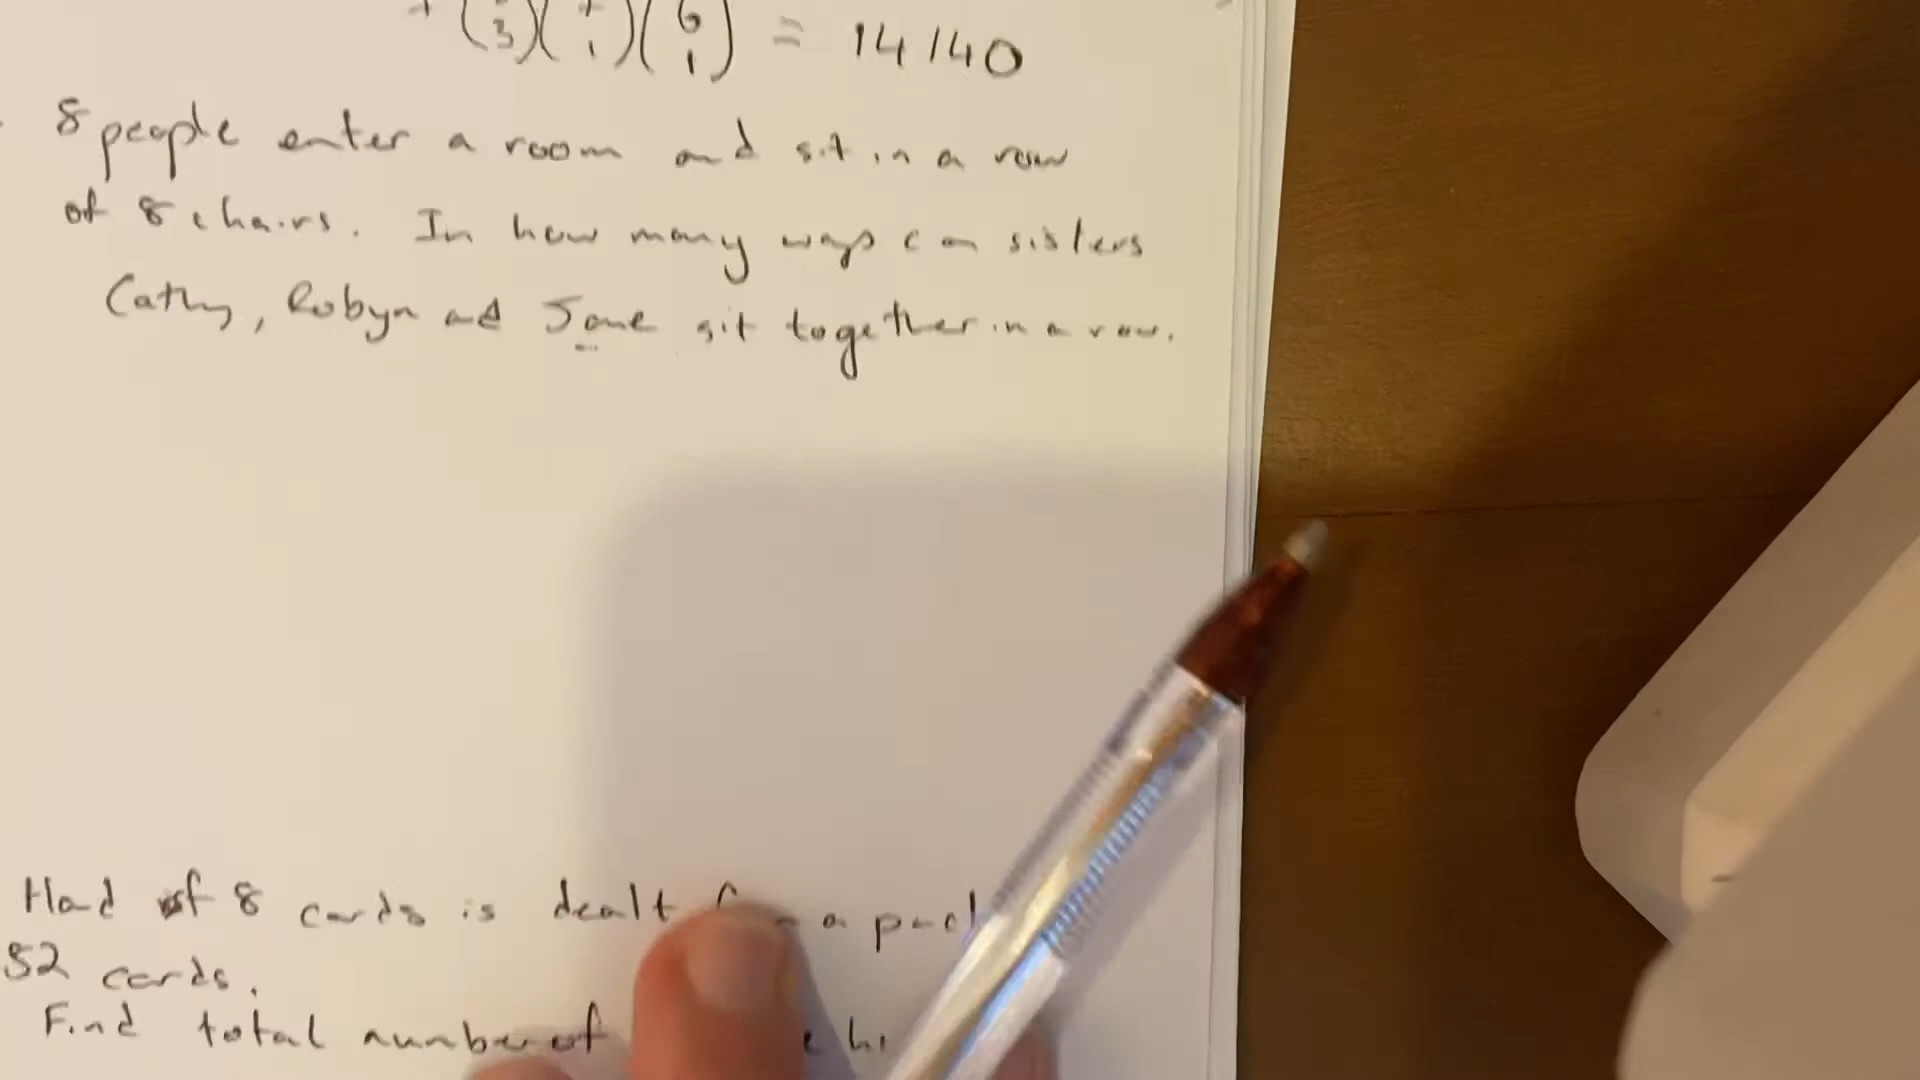 + (3)( 1)(6 1) = 14140
8 people enter a room and sit in a row
of 8 chairs. In how many ways can sisters
Cathy, Robyn and Jane sit together in a row.
Hand of 8 cards is dealt a
52 cards.
Find total number of